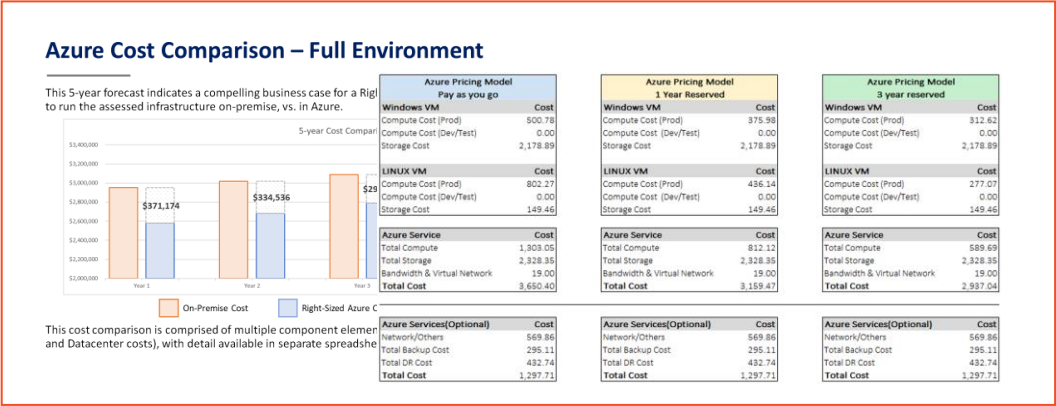 Azure Cost Comparison – Full Environment
This 5-year forecast indicates a compelling business case for a
to run the assessed infrastructure on-premise, vs. in Azure.
5-year Cost
$3,400,000
$3,200,000
$3,000,000
$2,800,000
$2,600,000
$2,400,000
$2,200,000
$2,000,000
$371,174
$334,536
Year 1
Year 2
Year 3
On-Premise Cost
Right-Sized Azure
This cost comparison is comprised of multiple component
and Datacenter costs), with detail available in separate
Azure Pricing Model
Pay as you go
Windows VM Cost
Compute Cost (Prod) 500.78
Compute Cost (Dev/Test) 0.00
Storage Cost 2,178.89
LINUX VM Cost
Compute Cost (Prod) 802.27
Compute Cost (Dev/Test) 0.00
Storage Cost 149.46
Azure Service Cost
Total Compute 1,303.05
Total Storage 2,328.35
Bandwidth & Virtual Network 19.00
Total Cost 3,650.40
Azure Services(Optional) Cost
Network/Others 569.86
Total Backup Cost 295.11
Total DR Cost 432.74
Total Cost 1,297.71
Azure Pricing Model
1 Year Reserved
Windows VM Cost
Compute Cost (Prod) 375.98
Compute Cost (Dev/Test) 0.00
Storage Cost 2,178.89
LINUX VM Cost
Compute Cost (Prod) 436.14
Compute Cost (Dev/Test) 0.00
Storage Cost 149.46
Azure Service Cost
Total Compute 812.12
Total Storage 2,328.35
Bandwidth & Virtual Network 19.00
Total Cost 3,159.47
Azure Services(Optional) Cost
Network/Others 569.86
Total Backup Cost 295.11
Total DR Cost 432.74
Total Cost 1,297.71
Azure Pricing Model
3 year reserved
Windows VM Cost
Compute Cost (Prod) 312.62
Compute Cost (Dev/Test) 0.00
Storage Cost 2,178.89
LINUX VM Cost
Compute Cost (Prod) 277.07
Compute Cost (Dev/Test) 0.00
Storage Cost 149.46
Azure Service Cost
Total Compute 589.69
Total Storage 2,328.35
Bandwidth & Virtual Network 19.00
Total Cost 2,937.04
Azure Services(Optional) Cost
Network/Others 569.86
Total Backup Cost 295.11
Total DR Cost 432.74
Total Cost 1,297.71